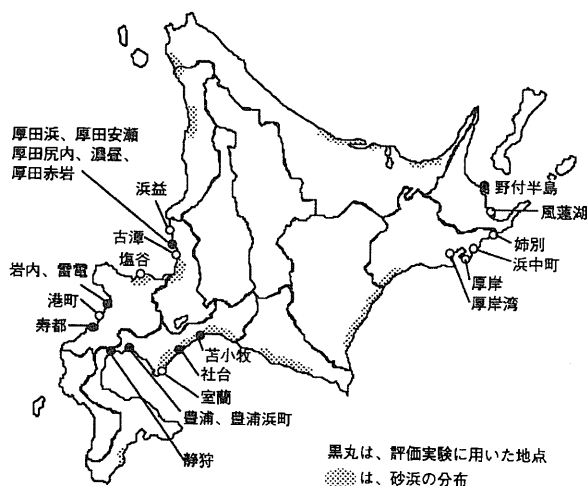 厚田浜、厚田安瀬
厚田尻内、濃昼、
厚田赤岩
浜益
古潭
塩谷
岩内、雷電
港町
寿都
野付半島
風蓮湖
姉別
浜中町
厚岸
厚岸湾
苫小牧
社台
室蘭
豊浦、豊浦浜町
静狩
黒丸は、評価実験に用いた地点
は、砂浜の分布